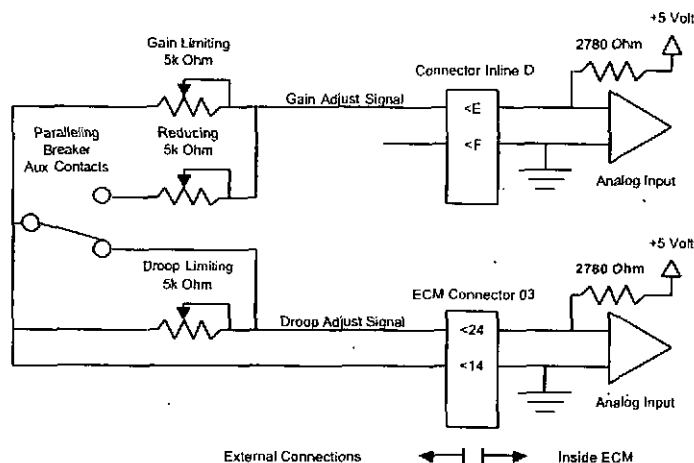 +5 Volt
Gain Limiting
5k Ohm
2780 Ohm
Connector Inline D
Gain Adjust Signal
<E
Paralleling
Breaker
Aux Contacts
Reducing
5k Ohm
<F
Analog Input
+5 Volt
Droop Limiting
5k Ohm
2780 Ohm
ECM Connector 03
Droop Adjust Signal
<24
<14
Analog Input
External Connections
Inside ECM